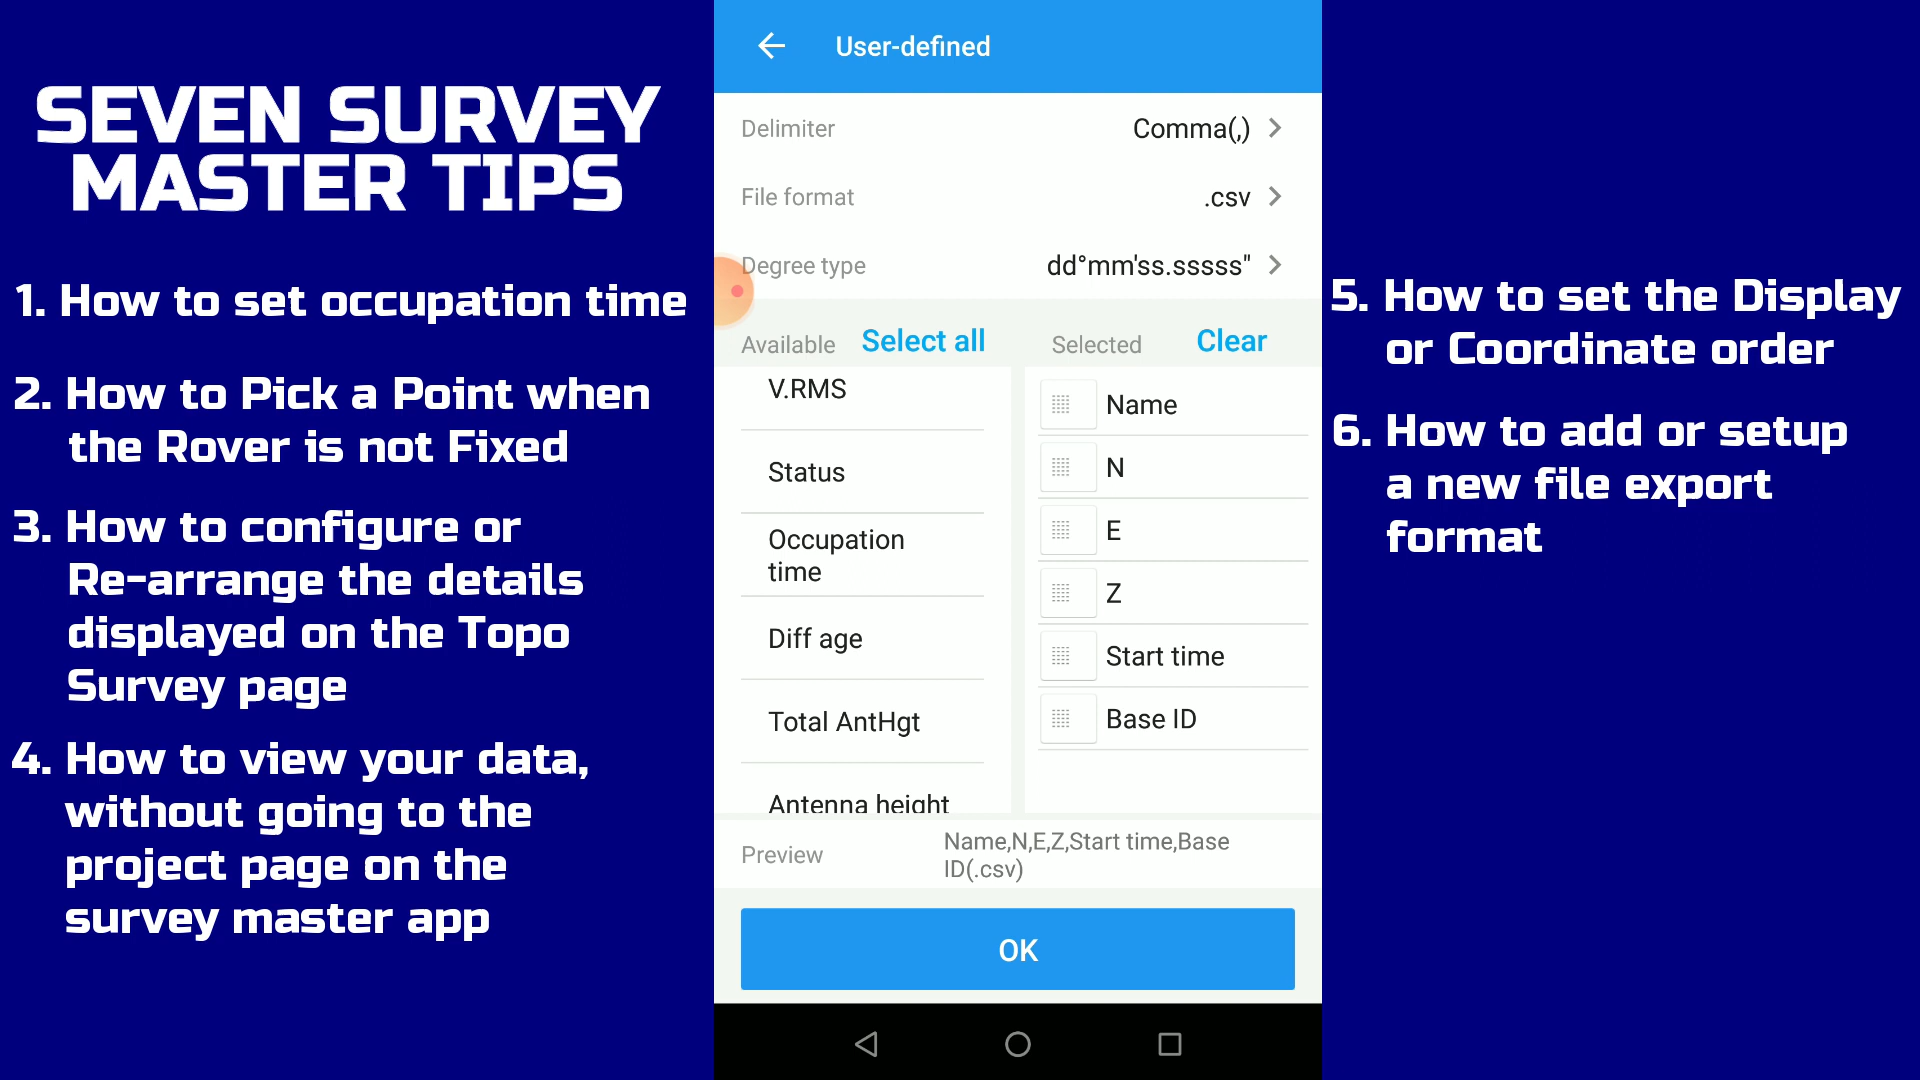 SEVEN SURVEY
MASTER TIPS
1. How to set occupation time
2. How to Pick a Point when
the Rover is not Fixed
3. How to configure or
Re-arrange the details
displayed on the Topo
Survey page
4. How to view your data,
without going to the
project page on the
survey master app
User-defined
Delimiter Comma(,)
File format .csv
Degree type dd°mm'ss.sssss"
Available Select all Selected Clear
V.RMS
Status
Occupation
time
Diff age
Total AntHgt
Antenna height
Name
N
E
Z
Start time
Base ID
Preview
Name,N,E,Z,Start time,Base
ID(.csv)
OK
5. How to set the Display
or Coordinate order
6. How to add or setup
a new file export
format